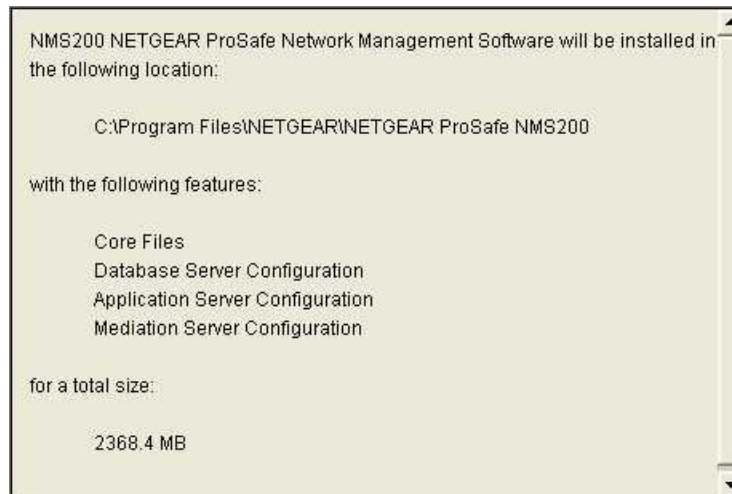 NMS200 NETGEAR ProSafe Network Management Software will be installed in
the following location:
C:\Program Files\NETGEAR\NETGEAR ProSafe NMS200
with the following features:
Core Files
Database Server Configuration
Application Server Configuration
Mediation Server Configuration
for a total size:
2368.4 MB